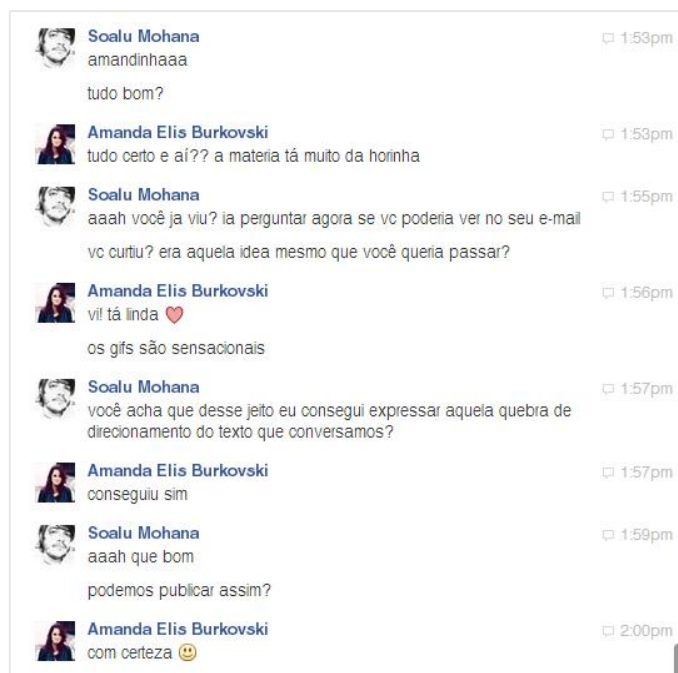 Soalu Mohana 1:53pm
amandinhaaa
tudo bom?
Amanda Elis Burkovski 1:53pm
tudo certo e aí?? a materia tá muito da horinha
Soalu Mohana 1:55pm
aaah você ja viu? ia perguntar agora se vc poderia ver no seu e-mail
vc curtiu? era aquela idea mesmo que você queria passar?
Amanda Elis Burkovski 1:56pm
vi! tá linda
os gifs são sensacionais
Soalu Mohana 1:57pm
você acha que desse jeito eu consegui expressar aquela quebra de
direcionamento do texto que conversamos?
Amanda Elis Burkovski 1:57pm
conseguiu sim
Soalu Mohana 1:59pm
aaah que bom
podemos publicar assim?
Amanda Elis Burkovski 2:00pm
com certeza